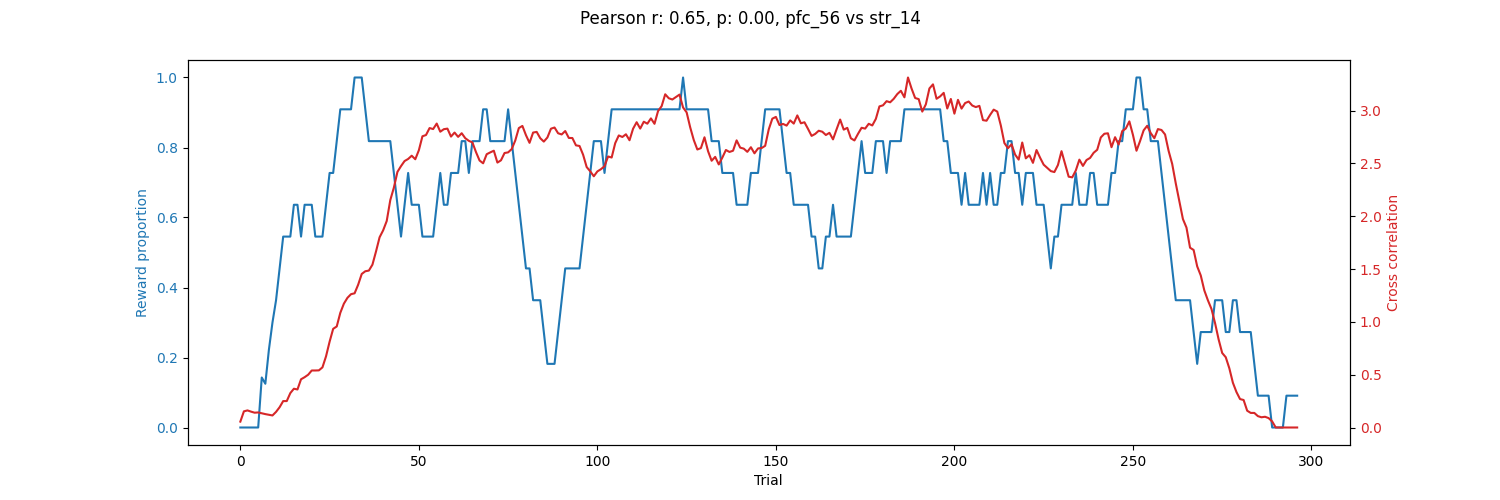 Pearson r: 0.65, p: 0.00, pfc_56 vs str_14
1.0
0.8
0.6
0.4
0.2
0.0
Reward proportion
3.0
2.5
2.0
1.5
1.0
0.5
0.0
Cross correlation
0 50 100 150 200 250 300
Trial